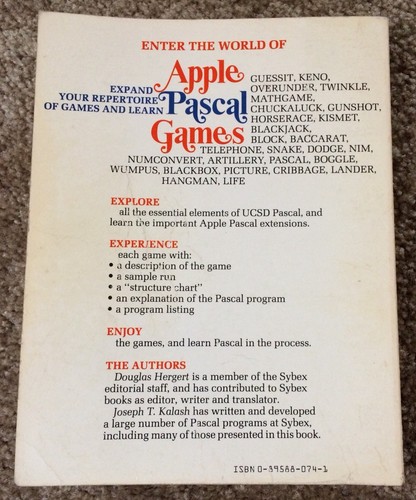 ENTER THE WORLD OF
Apple
Pascal
Games
EXPAND
YOUR REPERTOIRE
OF GAMES AND LEARN
GUESSIT, KENO,
OVERUNDER, TWINKLE,
MATHGAME,
CHUCKALUCK, GUNSHOT,
HORSERACE, KISMET,
BLACKJACK,
BLOCK, BACCARAT,
TELEPHONE, SNAKE, DODGE, NIM,
NUMCONVERT, ARTILLERY, PASCAL, BOGGLE,
WUMPUS, BLACKBOX, PICTURE, CRIBBAGE, LANDER,
HANGMAN, LIFE
EXPLORE
all the essential elements of UCSD Pascal, and
learn the important Apple Pascal extensions.
EXPERIENCE
each game with:
• a description of the game
• a sample run
• a "structure chart"
• an explanation of the Pascal program
• a program listing
ENJOY
the games, and learn Pascal in the process.
THE AUTHORS
Douglas Hergert is a member of the Sybex
editorial staff, and has contributed to Sybex
books as editor, writer and translator.
Joseph T. Kalash has written and developed
a large number of Pascal programs at Sybex,
including many of those presented in this book.
ISBN 0-89588-074-1